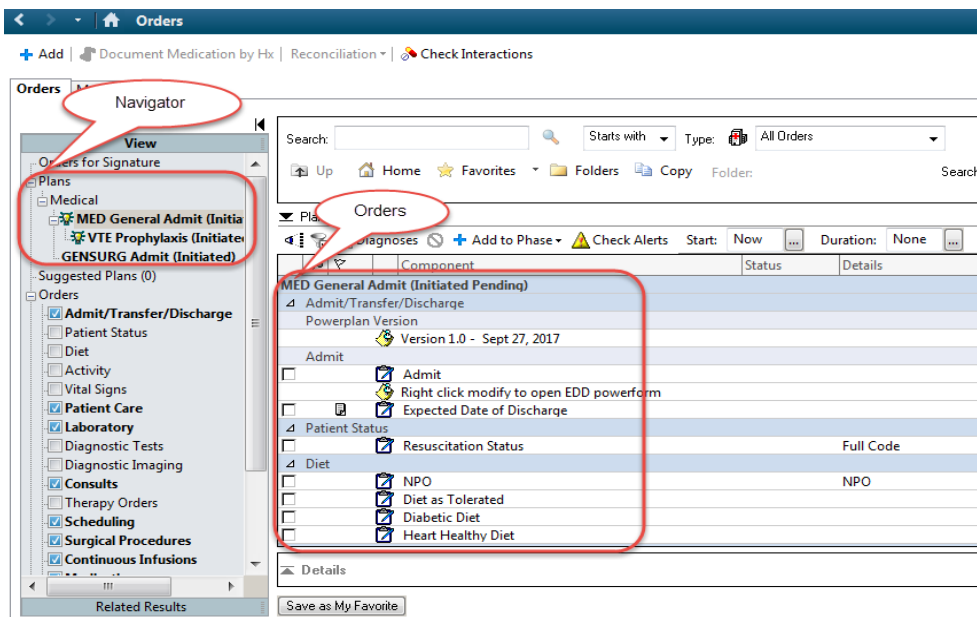 Orders
Add Document Medication by Hx Reconciliation Check Interactions
Orders
Navigator
View
Orders for Signature
Plans
Medical
MED General Admit (Initia
VTE Prophylaxis (Initiate
GENSURG Admit (Initiated)
Suggested Plans (0)
Orders
Admit/Transfer/Discharge
Patient Status
Diet
Activity
Vital Signs
Patient Care
Laboratory
Diagnostic Tests
Diagnostic Imaging
Consults
Therapy Orders
Scheduling
Surgical Procedures
Continuous Infusions
Related Results
Search: Starts with Type: All Orders
Up Home Favorites Folders Copy Folder: Search
Orders
Diagnoses Add to Phase Check Alerts Start: Now ... Duration: None ...
Component Status Details
MED General Admit (Initiated Pending)
Admit/Transfer/Discharge
Powerplan Version
Version 1.0 - Sept 27, 2017
Admit
Admit
Right click modify to open EDD powerform
Expected Date of Discharge
Patient Status
Resuscitation Status Full Code
Diet
NPO NPO
Diet as Tolerated
Diabetic Diet
Heart Healthy Diet
Details
Save as My Favorite